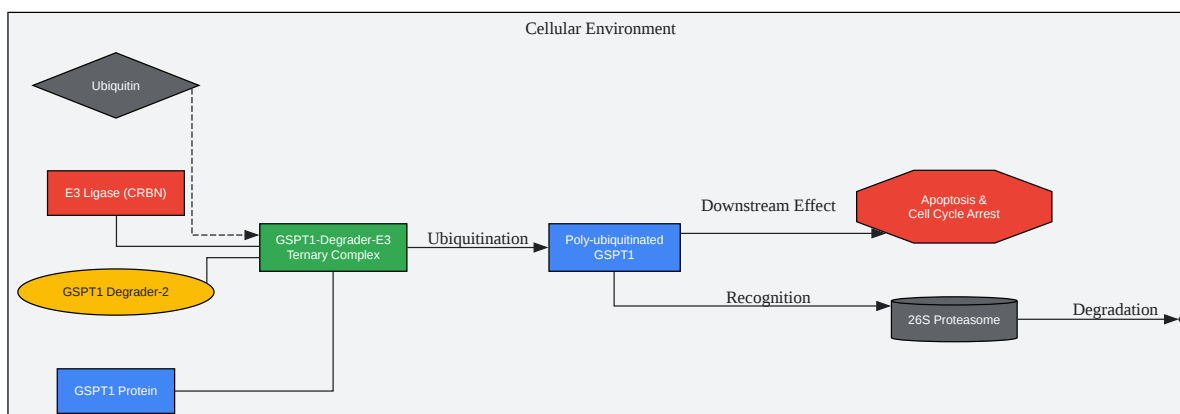 Cellular Environment
Ubiquitin
E3 Ligase (CRBN)
GSPT1 Degrader-2
GSPT1 Protein
GSPT1-Degrader-E3
Ternary Complex
Ubiquitination
Poly-ubiquitinated
GSPT1
Downstream Effect
Apoptosis &
Cell Cycle Arrest
Recognition
26S Proteasome
Degradation